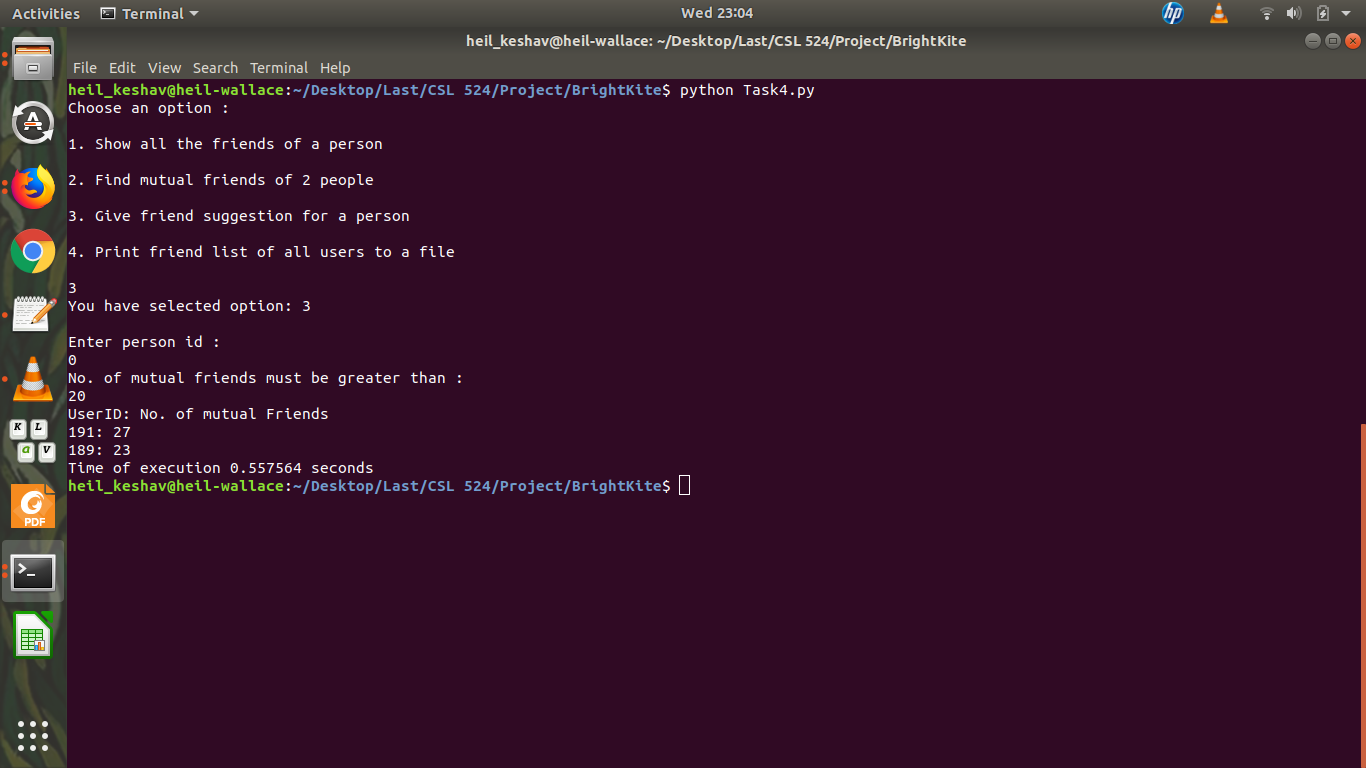 Activities
Terminal
Wed 23:04
hp
heil_keshav@heil-wallace: ~/Desktop/Last/CSL 524/Project/BrightKite
File Edit View Search Terminal Help
heil_keshav@heil-wallace:~/Desktop/Last/CSL 524/Project/BrightKite$ python Task4.py
Choose an option :
1. Show all the friends of a person
2. Find mutual friends of 2 people
3. Give friend suggestion for a person
4. Print friend list of all users to a file
3
You have selected option: 3
Enter person id :
0
No. of mutual friends must be greater than :
20
UserID: No. of mutual Friends
191: 27
189: 23
Time of execution 0.557564 seconds
heil_keshav@heil-wallace:~/Desktop/Last/CSL 524/Project/BrightKite$
A
K L
a V
PDF
>_